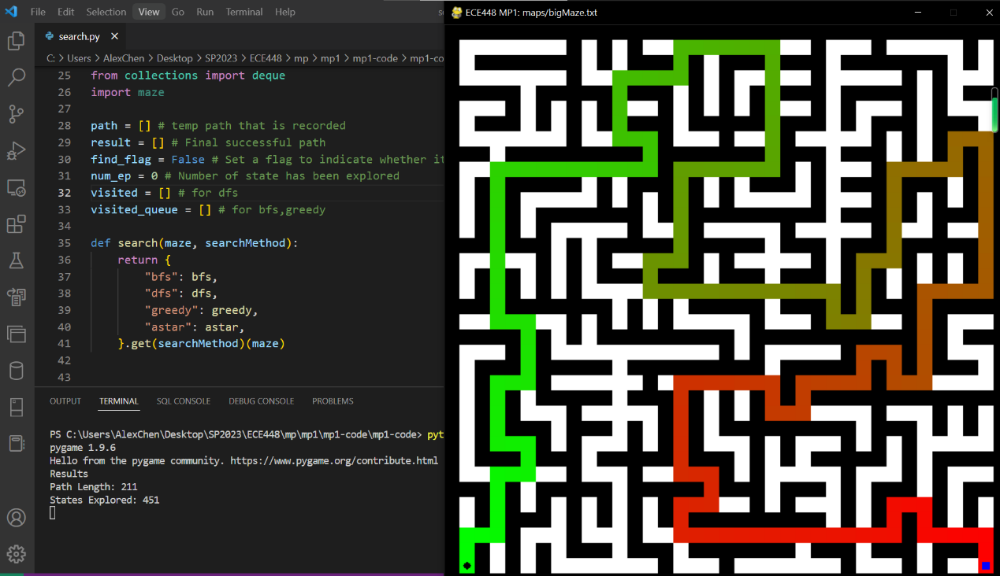 File Edit Selection View Go Run Terminal Help
ECE448 MP1: maps/bigMaze.txt
search.py
C: > Users > AlexChen > Desktop > SP2023 > ECE448 > mp > mp1 > mp1-code > mp1-co
25 from collections import deque
26 import maze
27
28 path = [] # temp path that is recorded
29 result = [] # Final successful path
30 find_flag = False # Set a flag to indicate whether it
31 num_ep = 0 # Number of state has been explored
32 visited = [] # for dfs
33 visited_queue = [] # for bfs,greedy
34
35 def search(maze, searchMethod):
36 return {
37 "bfs": bfs,
38 "dfs": dfs,
39 "greedy": greedy,
40 "astar": astar,
41 }.get(searchMethod)(maze)
42
43
OUTPUT TERMINAL SQL CONSOLE DEBUG CONSOLE PROBLEMS
PS C:\Users\AlexChen\Desktop\SP2023\ECE448\mp\mp1\mp1-code\mp1-code> pyt
pygame 1.9.6
Hello from the pygame community. https://www.pygame.org/contribute.html
Results
Path Length: 211
States Explored: 451